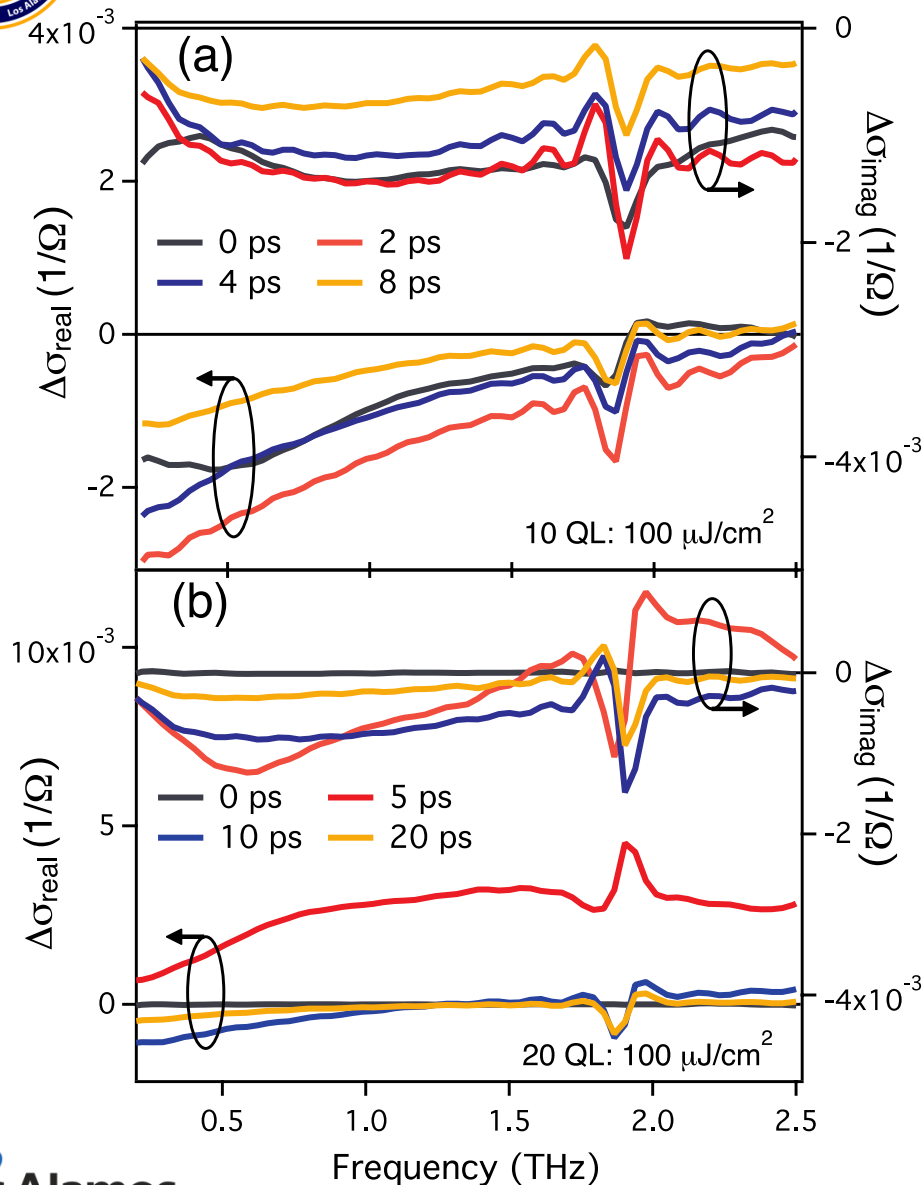 Los Ala
4x10⁻³
(a)
0
2
-2
0
-2
-4x10⁻³
Δσreal (1/Ω)
Δσimag (1/Ω)
0 ps
2 ps
4 ps
8 ps
10 QL: 100 μJ/cm²
(b)
10x10⁻³
0
5
-2
0
-4x10⁻³
Δσreal (1/Ω)
Δσimag (1/Ω)
0 ps
5 ps
10 ps
20 ps
20 QL: 100 μJ/cm²
0.5
1.0
1.5
2.0
2.5
Frequency (THz)
Alamos